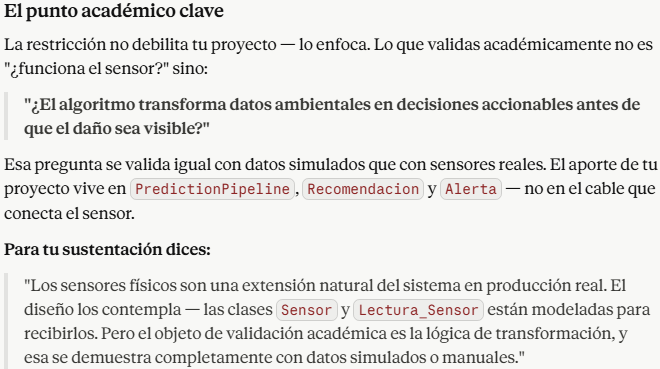 El punto académico clave
La restricción no debilita tu proyecto — lo enfoca. Lo que validas académicamente no es
"¿funciona el sensor?" sino:
"¿El algoritmo transforma datos ambientales en decisiones accionables antes de
que el daño sea visible?"
Esa pregunta se valida igual con datos simulados que con sensores reales. El aporte de tu
proyecto vive en PredictionPipeline, Recomendacion y Alerta — no en el cable que
conecta el sensor.
Para tu sustentación dices:
"Los sensores físicos son una extensión natural del sistema en producción real. El
diseño los contempla — las clases Sensor y Lectura_Sensor están modeladas para
recibirlos. Pero el objeto de validación académica es la lógica de transformación, y
esa se demuestra completamente con datos simulados o manuales."